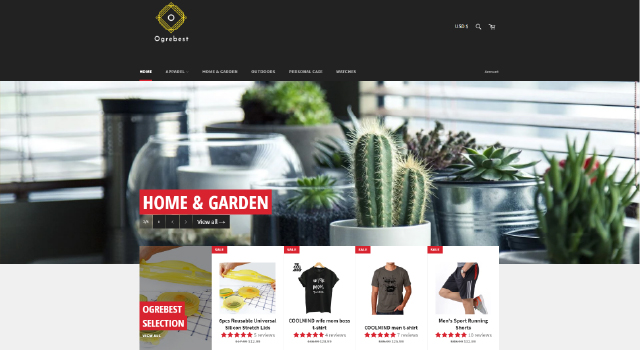 Ogrebest
USD $
HOME
APPAREL
HOME & GARDEN
OUTDOORS
PERSONAL CARE
WATCHES
Account
HOME & GARDEN
View all →
OGREBEST
SELECTION
VIEW ALL
SALE
6pcs Reusable Universal
Silicon Stretch Lids
5 reviews
SALE
COOLMIND wife mom boss
t-shirt
4 reviews
SALE
COOLMIND men t-shirt
7 reviews
SALE
Men's Sport Running
Shorts
10 reviews